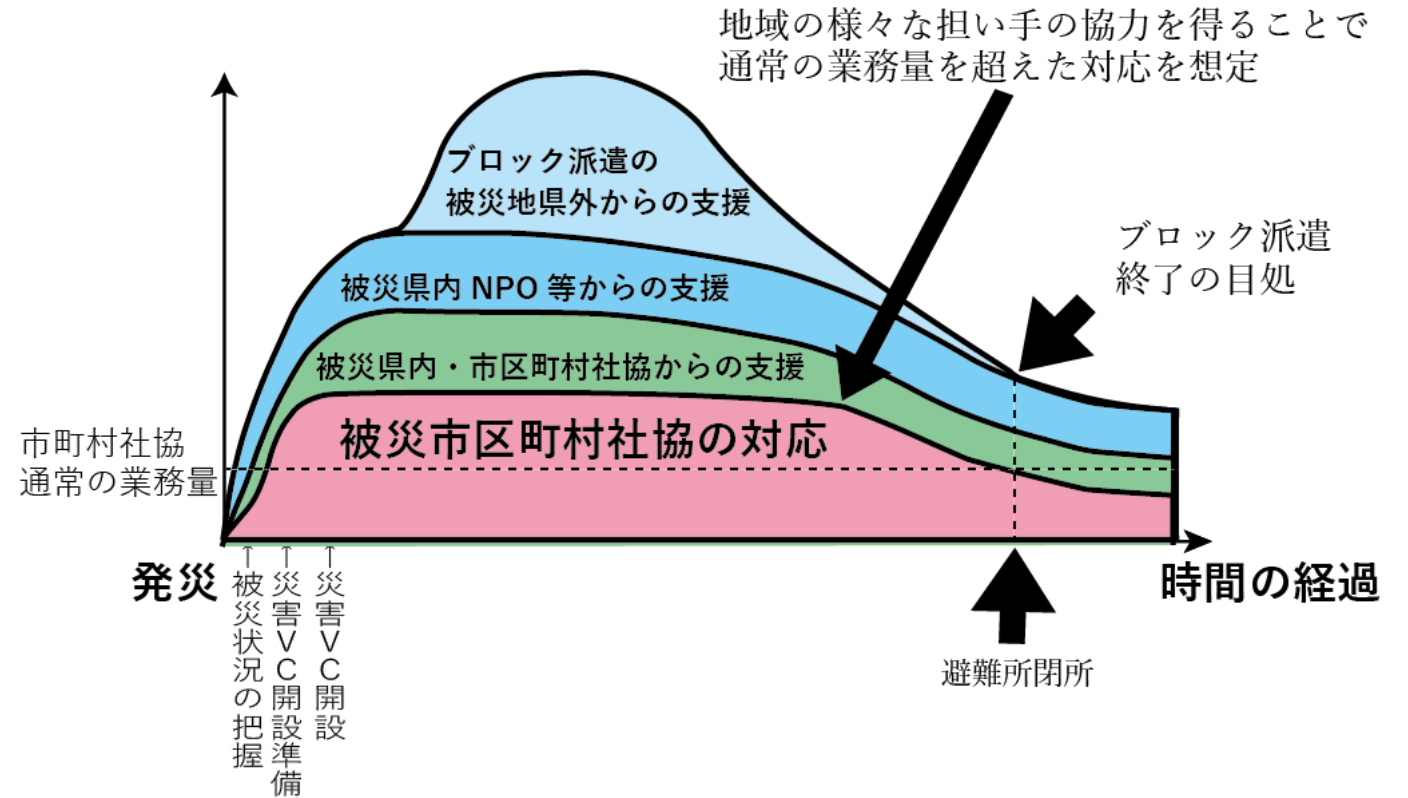 地域の様々な担い手の協力を得ることで
通常の業務量を超えた対応を想定
ブロック派遣の
被災地県外からの支援
ブロック派遣
終了の目処
被災県内 NPO 等からの支援
被災県内・市区町村社協からの支援
被災市区町村社協の対応
市町村社協
通常の業務量
発災
時間の経過
↑被災状況の把握
↑災害VC開設準備
↑災害VC開設
避難所閉所